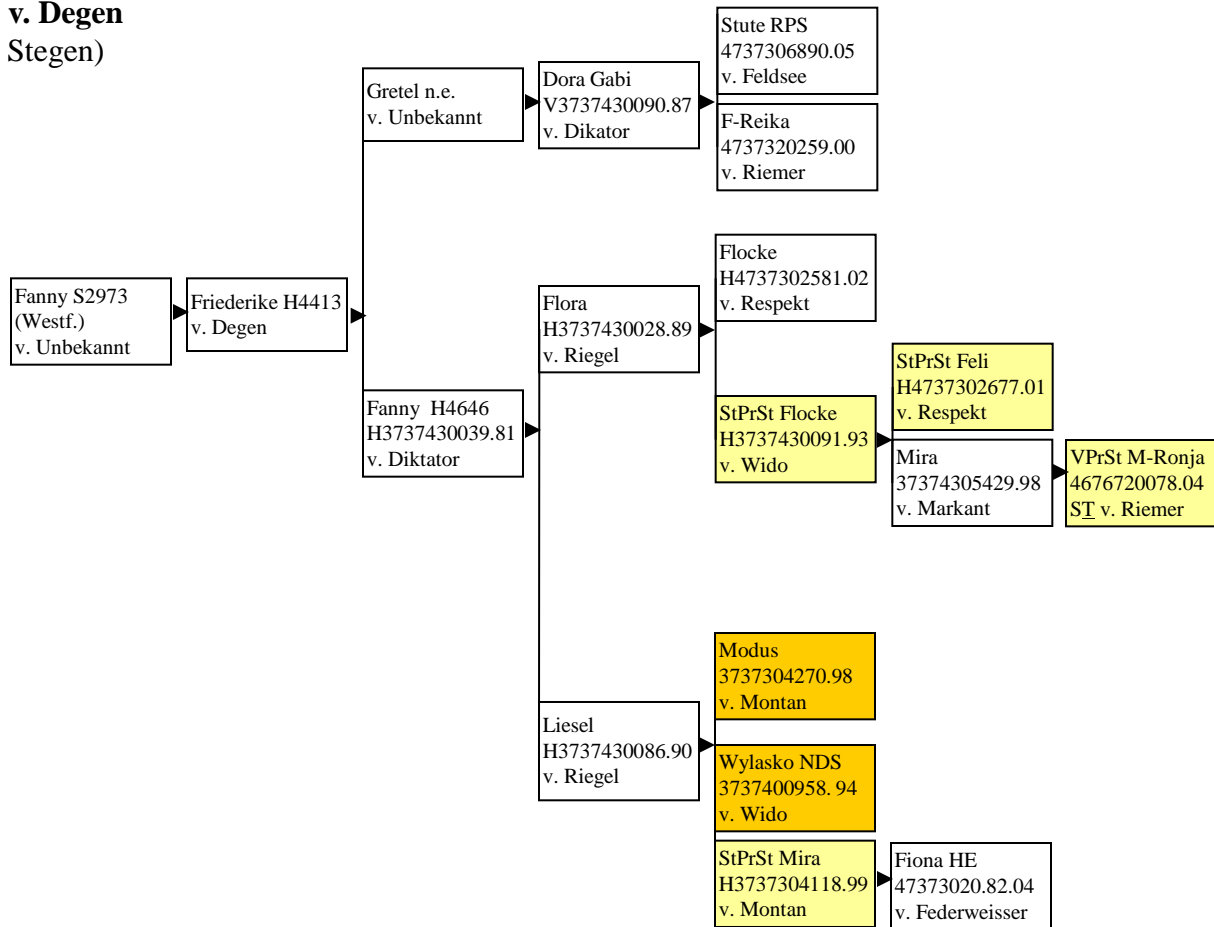 v. Degen
Stegen)
Stute RPS
4737306890.05
v. Feldsee
Gretel n.e.
v. Unbekannt
Dora Gabi
V3737430090.87
v. Dikator
F-Reika
4737320259.00
v. Riemer
Flocke
H4737302581.02
v. Respekt
Fanny S2973
(Westf.)
v. Unbekannt
Friederike H4413
v. Degen
Flora
H3737430028.89
v. Riegel
StPrSt Feli
H4737302677.01
v. Respekt
Fanny  H4646
H3737430039.81
v. Diktator
StPrSt Flocke
H3737430091.93
v. Wido
Mira
37374305429.98
v. Markant
VPrSt M-Ronja
4676720078.04
ST v. Riemer
Modus
3737304270.98
v. Montan
Liesel
H3737430086.90
v. Riegel
Wylasko NDS
3737400958. 94
v. Wido
StPrSt Mira
H3737304118.99
v. Montan
Fiona HE
47373020.82.04
v. Federweisser